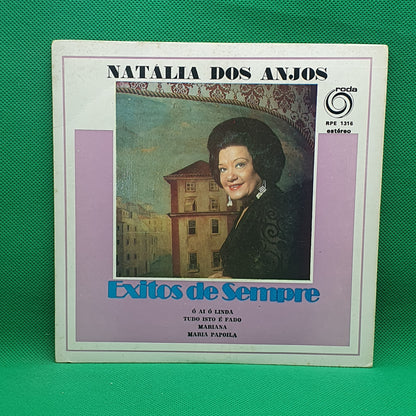 NATÁLIA DOS ANJOS
roda
RPE 1316
estéreo
Exitos de Sempre
Ó AI Ó LINDA
TUDO ISTO É FADO
MARIANA
MARIA PAPOILA